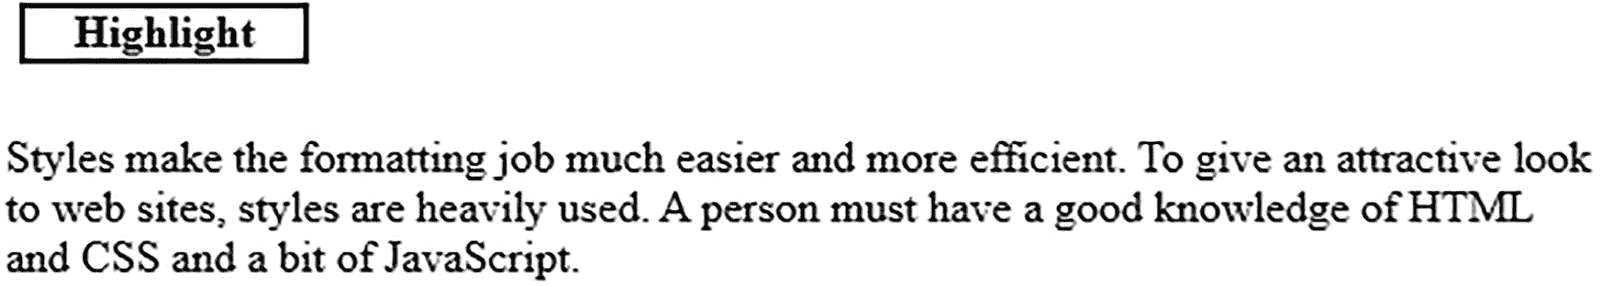 Highlight
Styles make the formatting job much easier and more efficient. To give an attractive look
to web sites, styles are heavily used. A person must have a good knowledge of HTML
and CSS and a bit of JavaScript.